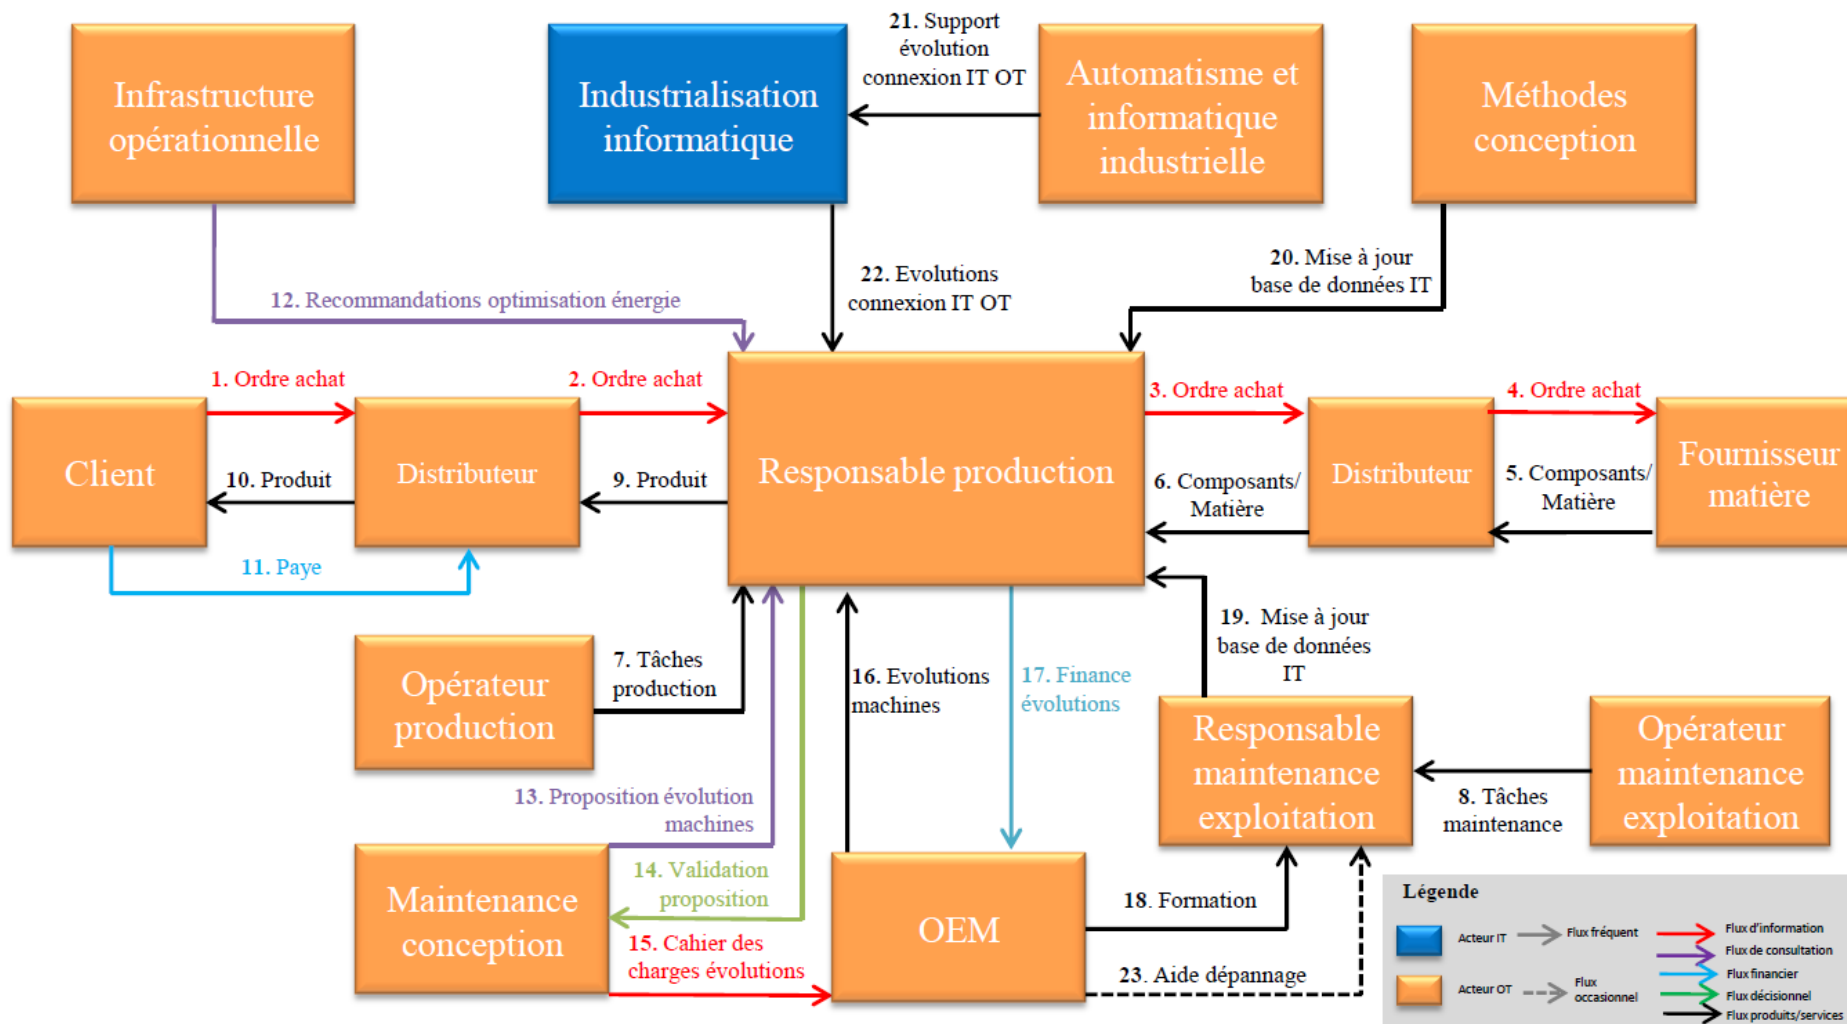 Infrastructure
opérationnelle
Industrialisation
informatique
21. Support
évolution
connexion IT OT
Automatisme et
informatique
industrielle
Méthodes
conception
12. Recommandations optimisation énergie
22. Evolutions
connexion IT OT
20. Mise à jour
base de données IT
1. Ordre achat
2. Ordre achat
3. Ordre achat
4. Ordre achat
Client
10. Produit
Distributeur
9. Produit
Responsable production
6. Composants/
Matière
Distributeur
5. Composants/
Matière
Fournisseur
matière
11. Paye
Opérateur
production
7. Tâches
production
16. Evolutions
machines
17. Finance
évolutions
19. Mise à jour
base de données
IT
Responsable
maintenance
exploitation
8. Tâches
maintenance
Opérateur
maintenance
exploitation
13. Proposition évolution
machines
14. Validation
proposition
Maintenance
conception
15. Cahier des
charges évolutions
OEM
18. Formation
23. Aide dépannage
Légende
Acteur IT
Flux fréquent
Acteur OT
Flux
occasionnel
Flux d'information
Flux de consultation
Flux financier
Flux décisionnel
Flux produits/services